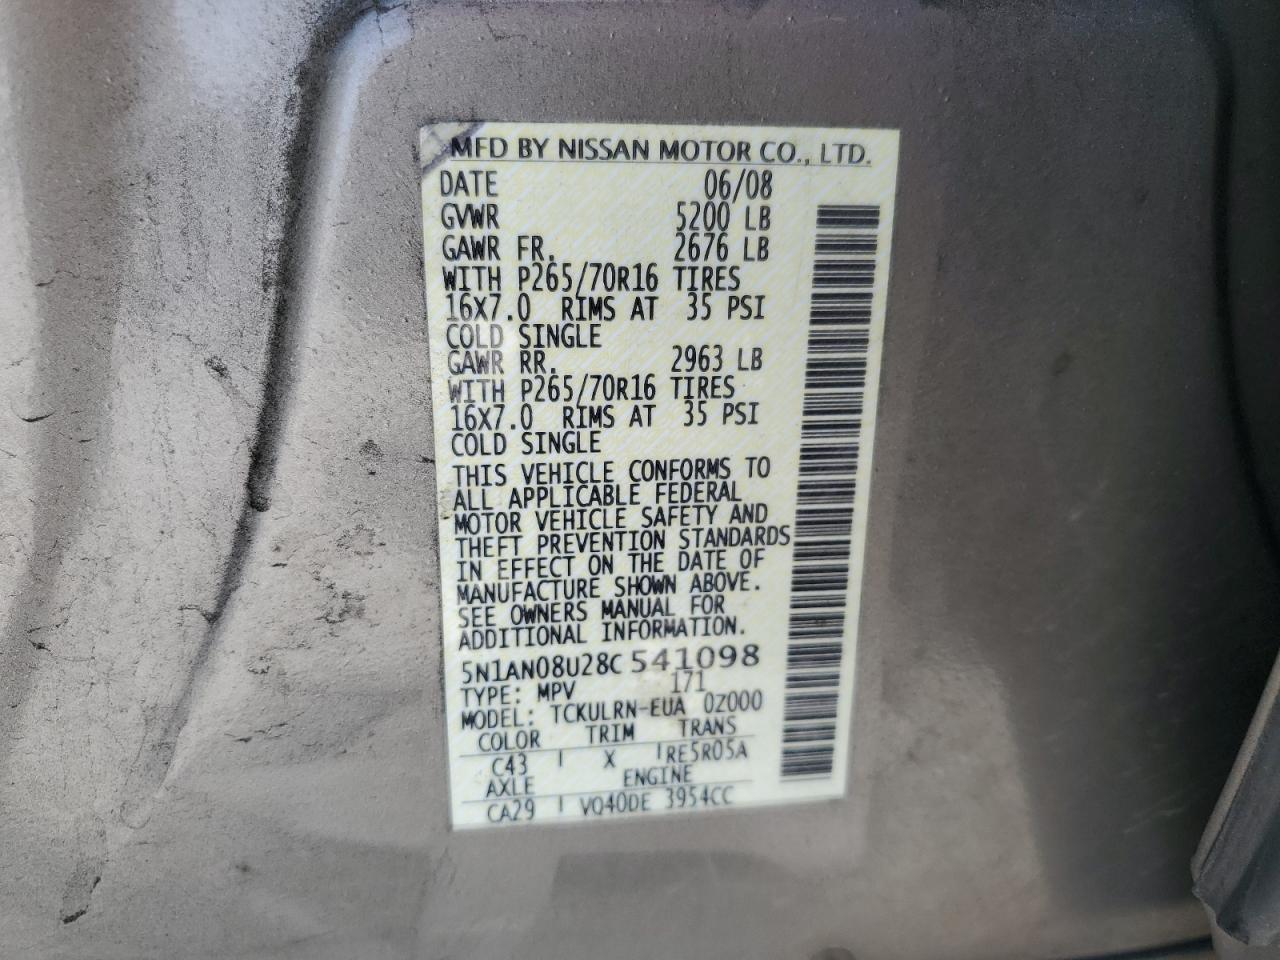 MFD BY NISSAN MOTOR CO., LTD.
DATE 06/08
GVWR 5200 LB
GAWR FR. 2676 LB
WITH P265/70R16 TIRES
16X7.0 RIMS AT 35 PSI
COLD SINGLE
GAWR RR. 2963 LB
WITH P265/70R16 TIRES
16X7.0 RIMS AT 35 PSI
COLD SINGLE
THIS VEHICLE CONFORMS TO
ALL APPLICABLE FEDERAL
MOTOR VEHICLE SAFETY AND
THEFT PREVENTION STANDARDS
IN EFFECT ON THE DATE OF
MANUFACTURE SHOWN ABOVE.
SEE OWNERS MANUAL FOR
ADDITIONAL INFORMATION.
5N1AN08U28C541098
TYPE: MPV 171
MODEL: TCKULRN-EUA 0Z000
COLOR TRIM TRANS
C43 X RE5R05A
AXLE ENGINE
CA29 VQ40DE 3954CC